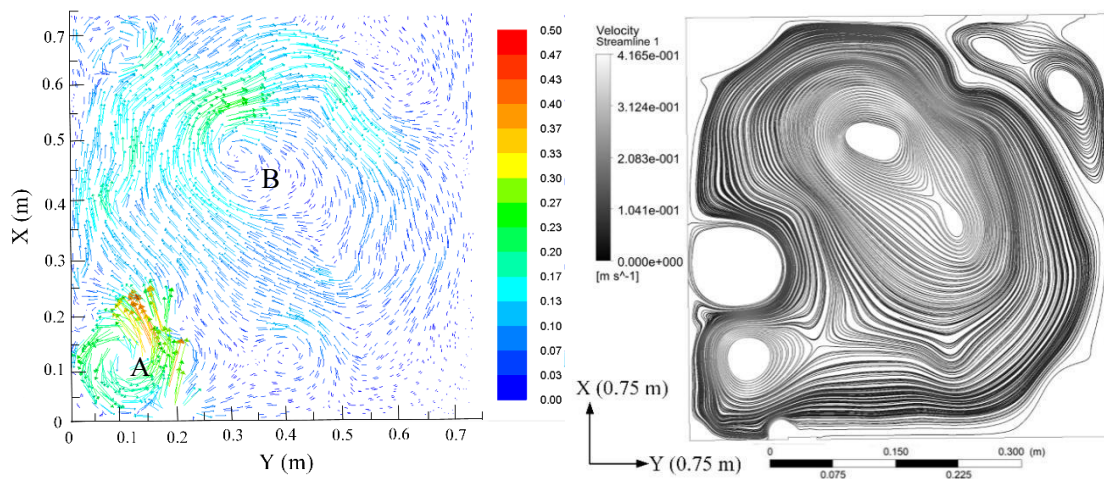 0.7
0.6
0.5
0.4
0.3
0.2
0.1
0
X (m)
0
0.1
0.2
0.3
0.4
0.5
0.6
0.7
Y (m)
A
B
0.50
0.47
0.43
0.40
0.37
0.33
0.30
0.27
0.23
0.20
0.17
0.13
0.10
0.07
0.03
0.00
Velocity
Streamline 1
4.165e-001
3.124e-001
2.083e-001
1.041e-001
0.000e+000
[m s^-1]
X (0.75 m)
Y (0.75 m)
0 0.150 0.300 (m)
0.075 0.225